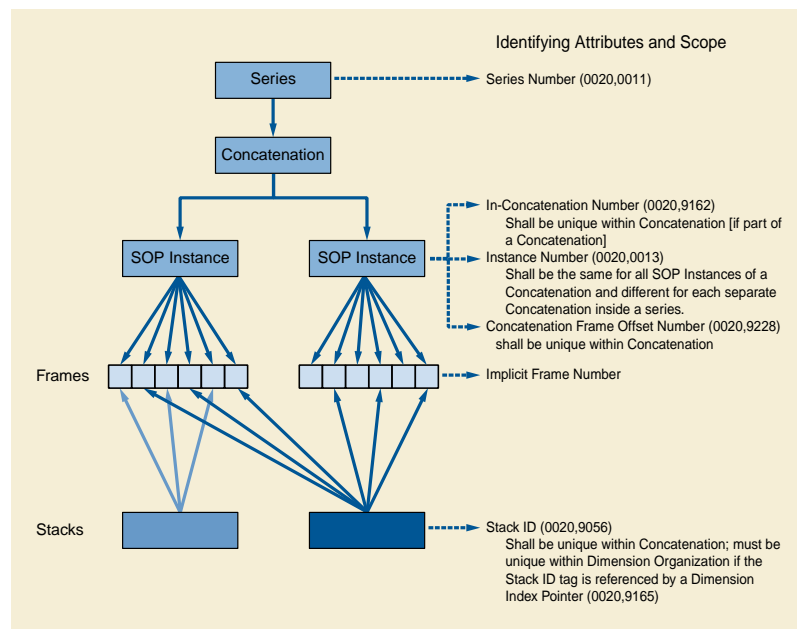 Identifying Attributes and Scope
Series
Series Number (0020,0011)
Concatenation
In-Concatenation Number (0020,9162)
Shall be unique within Concatenation [if part
of a Concatenation]
SOP Instance
SOP Instance
Instance Number (0020,0013)
Shall be the same for all SOP Instances of a
Concatenation and different for each separate
Concatenation inside a series.
Concatenation Frame Offset Number (0020,9228)
shall be unique within Concatenation
Frames
Implicit Frame Number
Stacks
Stack ID (0020,9056)
Shall be unique within Concatenation; must be
unique within Dimension Organization if the
Stack ID tag is referenced by a Dimension
Index Pointer (0020,9165)